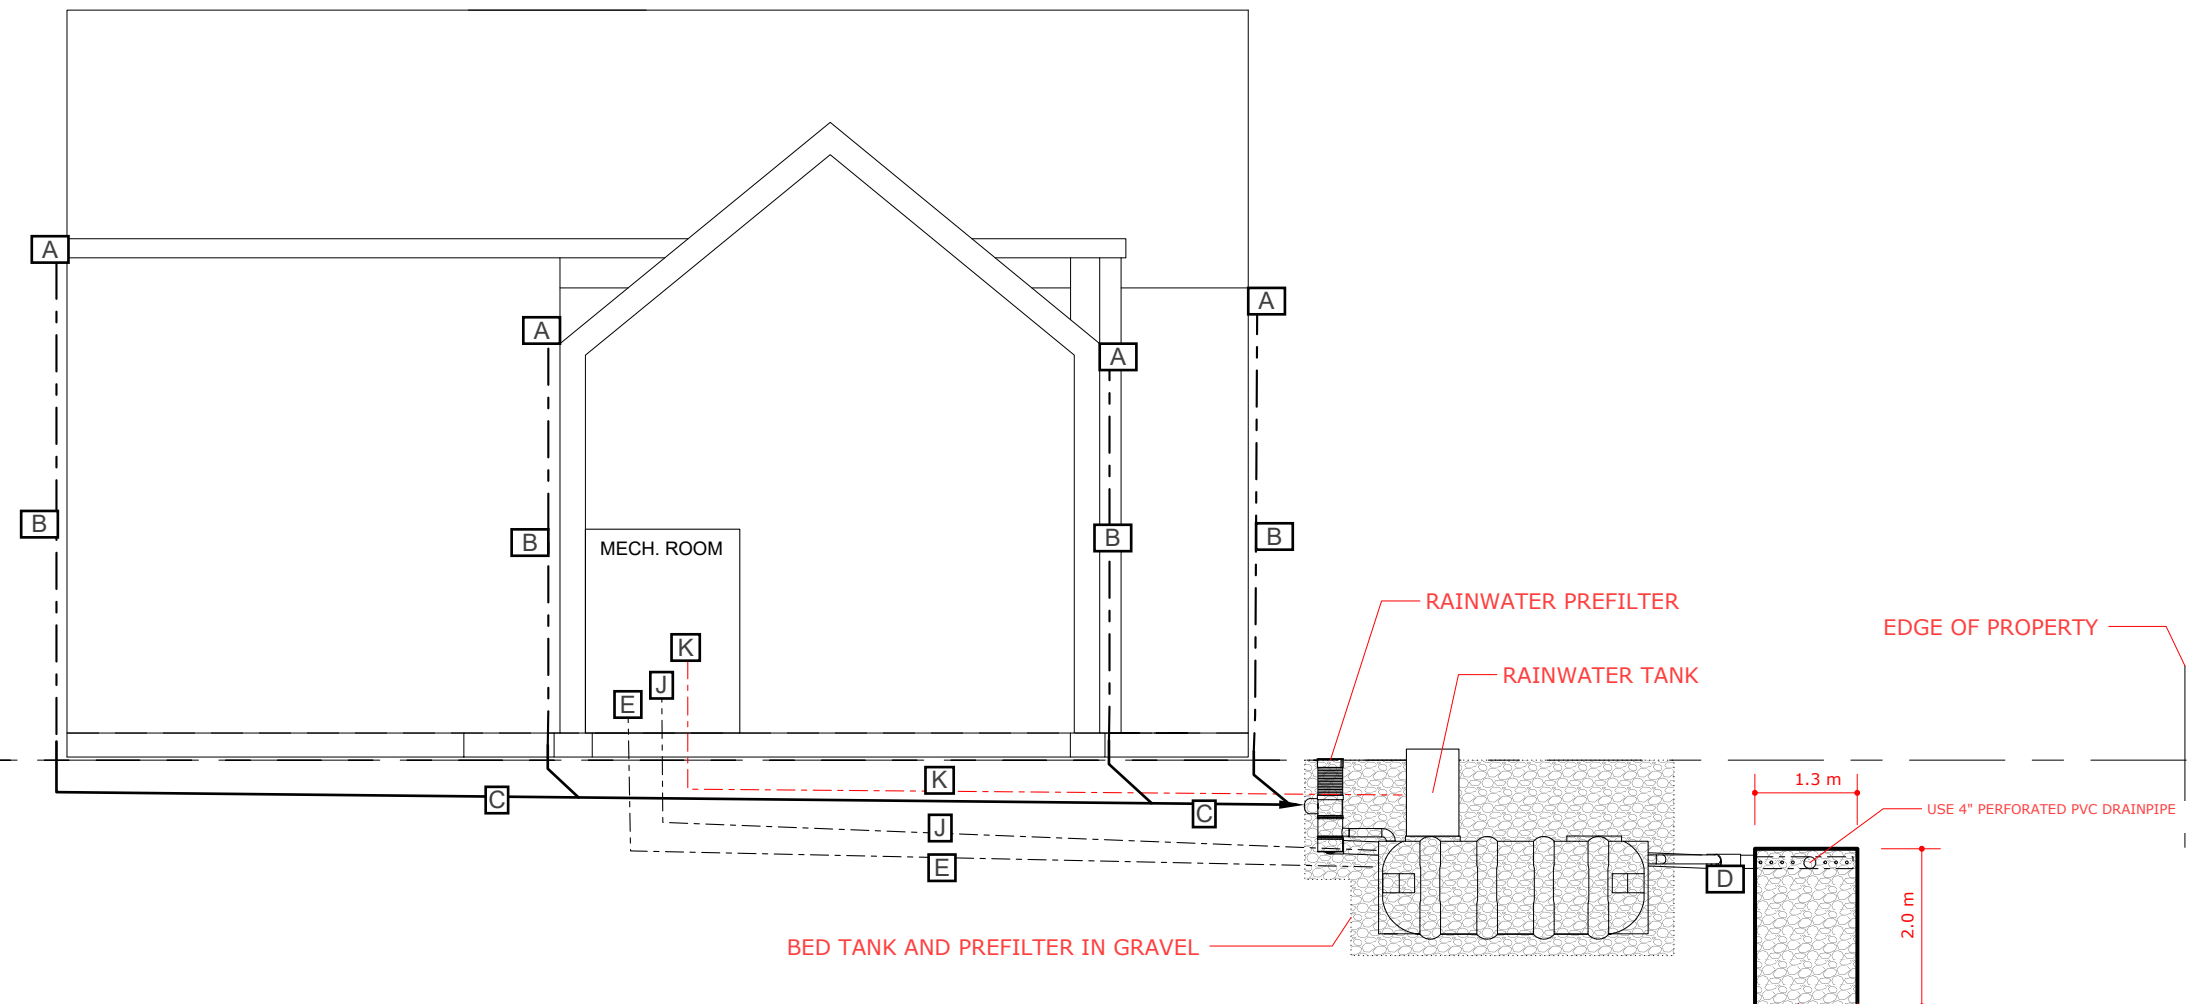 A
A
A
A
B
B
B
B
MECH. ROOM
RAINWATER PREFILTER
EDGE OF PROPERTY
K
RAINWATER TANK
J
E
K
1.3 m
C
C
USE 4" PERFORATED PVC DRAINPIPE
J
E
D
2.0 m
BED TANK AND PREFILTER IN GRAVEL